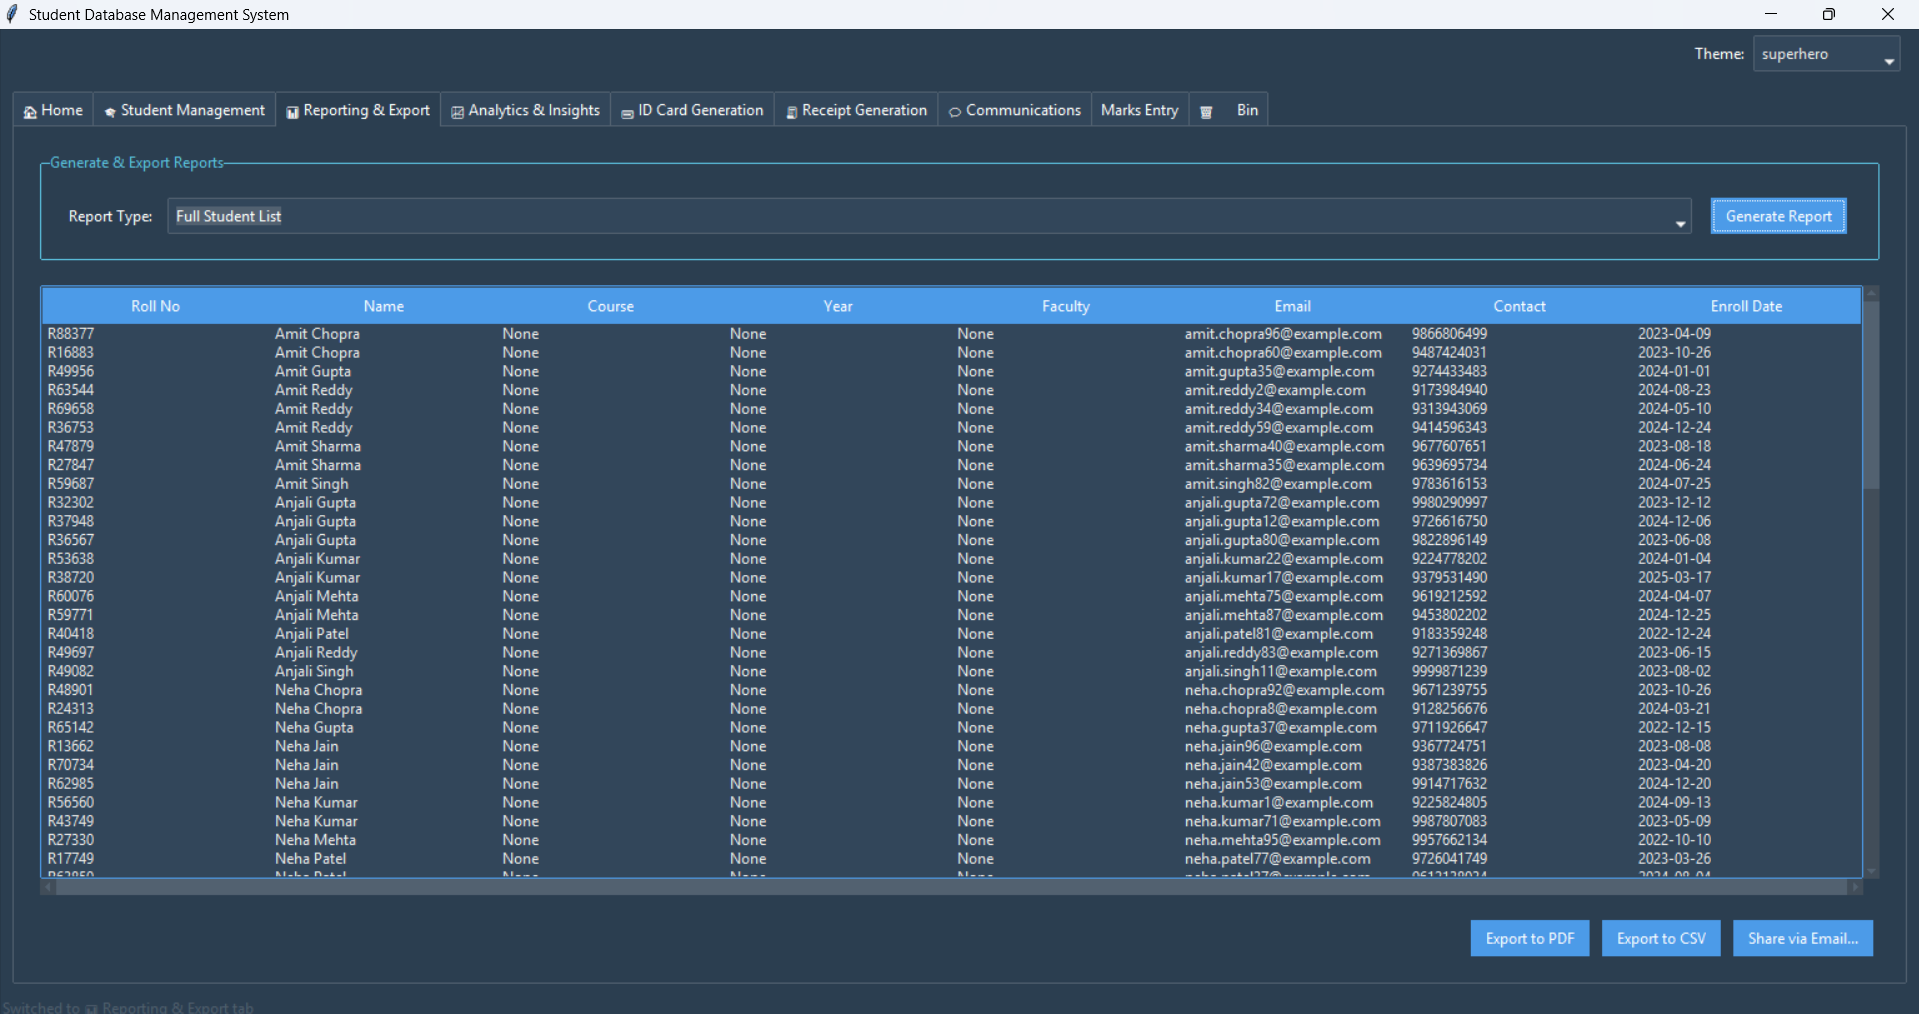 Student Database Management System
Theme: superhero
Home Student Management Reporting & Export Analytics & Insights ID Card Generation Receipt Generation Communications Marks Entry Bin
Generate & Export Reports
Report Type: Full Student List Generate Report
Roll No Name Course Year Faculty Email Contact Enroll Date
R88377 Amit Chopra None None None amit.chopra96@example.com 9866806499 2023-04-09
R16883 Amit Chopra None None None amit.chopra60@example.com 9487424031 2023-10-26
R49956 Amit Gupta None None None amit.gupta35@example.com 9274433483 2024-01-01
R63544 Amit Reddy None None None amit.reddy2@example.com 9173984940 2024-08-23
R69658 Amit Reddy None None None amit.reddy34@example.com 9313943069 2024-05-10
R36753 Amit Reddy None None None amit.reddy59@example.com 9414596343 2024-12-24
R47879 Amit Sharma None None None amit.sharma40@example.com 9677607651 2023-08-18
R27847 Amit Sharma None None None amit.sharma35@example.com 9639695734 2024-06-24
R59687 Amit Singh None None None amit.singh82@example.com 9783616153 2024-07-25
R32302 Anjali Gupta None None None anjali.gupta72@example.com 9980290997 2023-12-12
R37948 Anjali Gupta None None None anjali.gupta12@example.com 9726616750 2024-12-06
R36567 Anjali Gupta None None None anjali.gupta80@example.com 9822896149 2023-06-08
R53638 Anjali Kumar None None None anjali.kumar22@example.com 9224778202 2024-01-04
R38720 Anjali Kumar None None None anjali.kumar17@example.com 9379531490 2025-03-17
R60076 Anjali Mehta None None None anjali.mehta75@example.com 9619212592 2024-04-07
R59771 Anjali Mehta None None None anjali.mehta87@example.com 9453802202 2024-12-25
R40418 Anjali Patel None None None anjali.patel81@example.com 9183359248 2022-12-24
R49697 Anjali Reddy None None None anjali.reddy83@example.com 9271369867 2023-06-15
R49082 Anjali Singh None None None anjali.singh11@example.com 9999871239 2023-08-02
R48901 Neha Chopra None None None neha.chopra92@example.com 9671239755 2023-10-26
R24313 Neha Chopra None None None neha.chopra8@example.com 9128256676 2024-03-21
R65142 Neha Gupta None None None neha.gupta37@example.com 9711926647 2022-12-15
R13662 Neha Jain None None None neha.jain96@example.com 9367724751 2023-08-08
R70734 Neha Jain None None None neha.jain42@example.com 9387383826 2023-04-20
R62985 Neha Jain None None None neha.jain53@example.com 9914717632 2024-12-20
R56560 Neha Kumar None None None neha.kumar1@example.com 9225824805 2024-09-13
R43749 Neha Kumar None None None neha.kumar71@example.com 9987807083 2023-05-09
R27330 Neha Mehta None None None neha.mehta95@example.com 9957662134 2022-10-10
R17749 Neha Patel None None None neha.patel77@example.com 9726041749 2023-03-26
Neha Patel None None None
Export to PDF Export to CSV Share via Email...
Switched to Reporting & Export tab